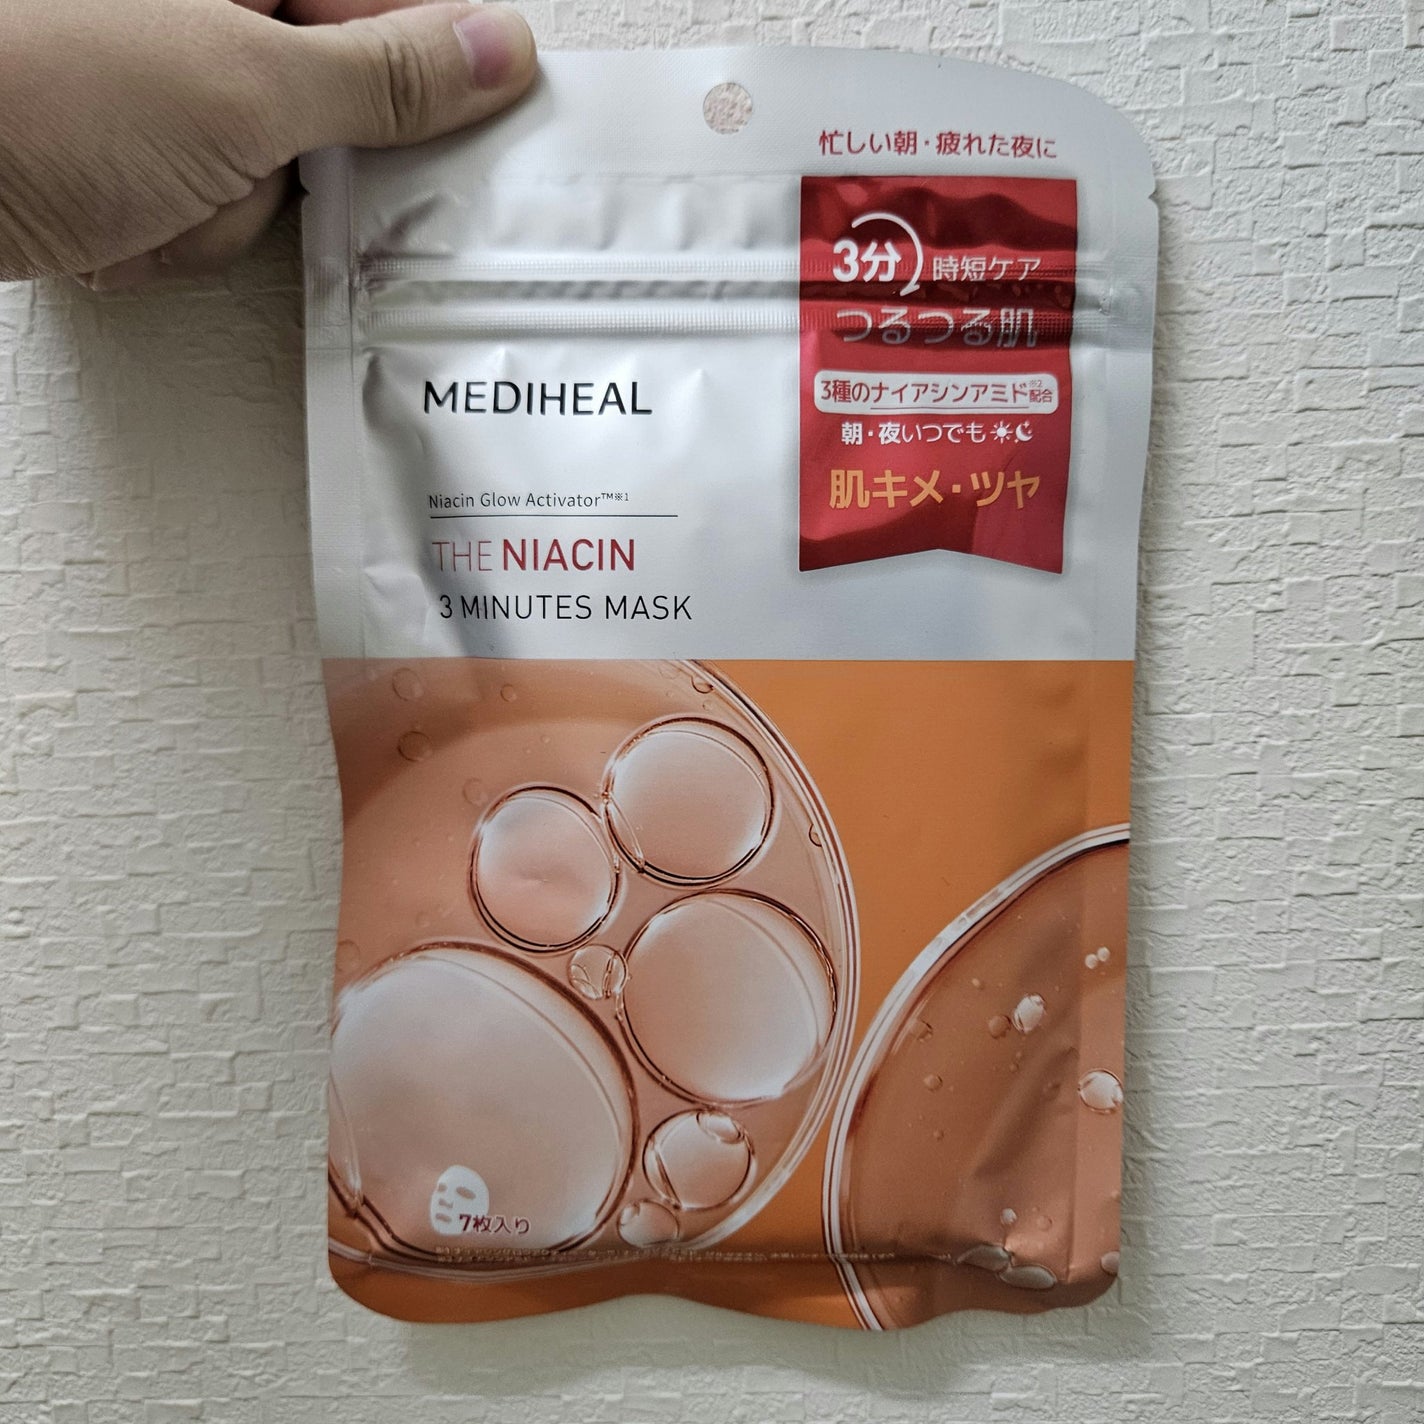 忙しい朝・疲れた夜に
3分 時短ケア
つるつる肌
3種のナイアシンアミド※2配合
朝・夜いつでも
肌キメ・ツヤ
MEDIHEAL
Niacin Glow Activator™※1
THE NIACIN
3 MINUTES MASK
7枚入り